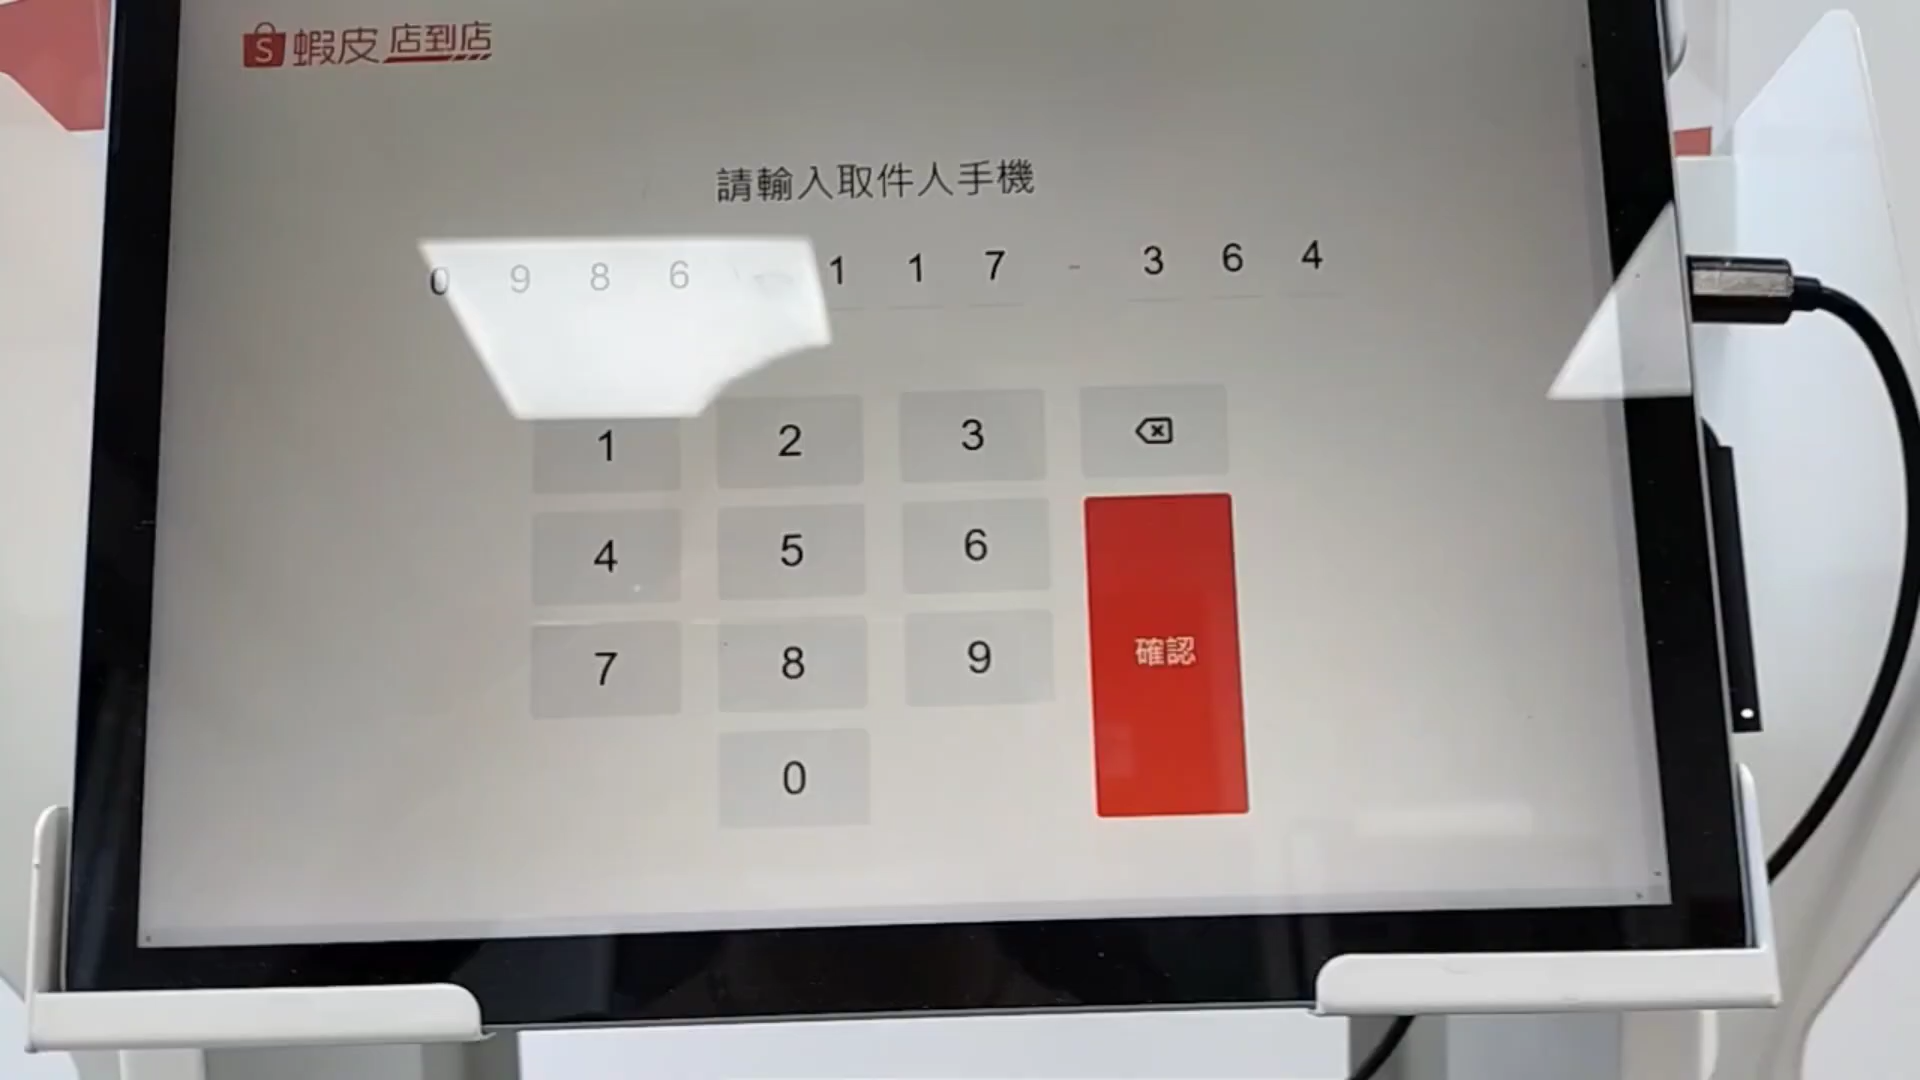 S 蝦皮 店到店
請輸入取件人手機
0 9 8 6 - 1 1 7 - 3 6 4
1 2 3
4 5 6
7 8 9 確認
0